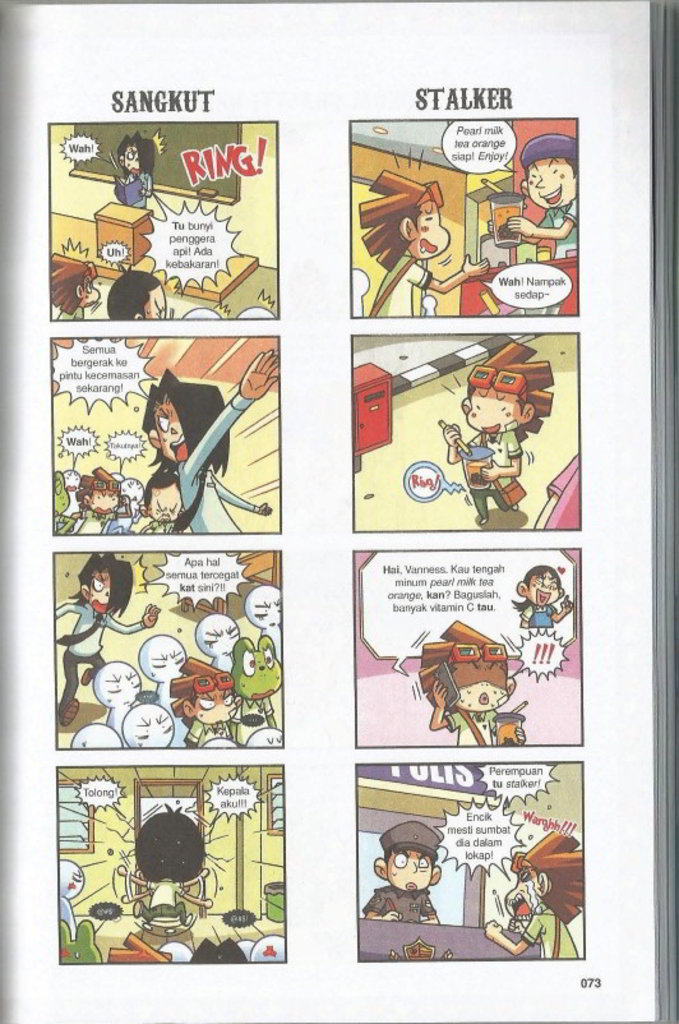 SANGKUT
Wah!
RING!
Tu bunyi
penggera
api! Ada
kebakaran!
Uh!
Semua
bergerak ke
pintu kecemasan
sekarang!
Wah!
Takutnya!
Apa hal
semua tercegat
kat sini?!!
Tolong!
Kepala
aku!!!
@#$!
@#$!
STALKER
Pearl milk
tea orange
siap! Enjoy!
Wah! Nampak
sedap~
Ring!
Hai, Vanness. Kau tengah
minum pearl milk tea
orange, kan? Baguslah,
banyak vitamin C tau.
!!!
POLIS
Perempuan
tu stalker!
Encik
mesti sumbat
dia dalam
lokap!
Warghh!!!
073